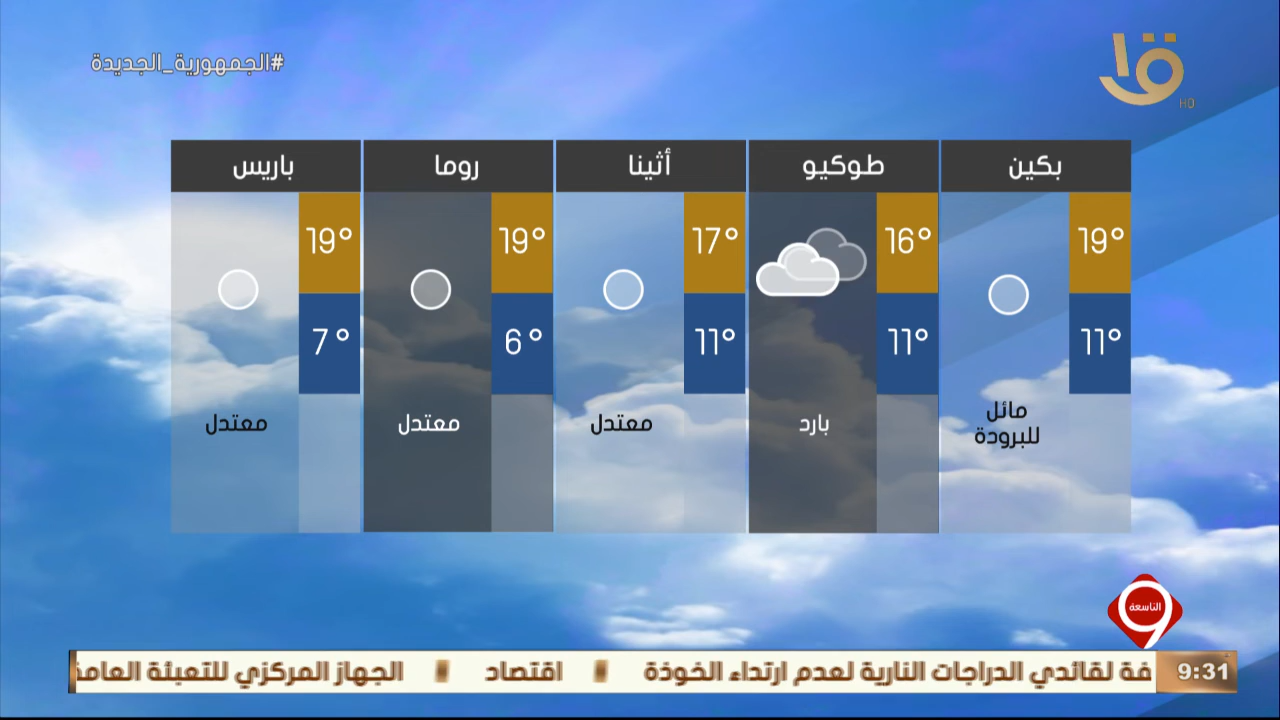 #الجمهورية_الجديدة
HD
بكين
19°
11°
مائل
للبرودة
طوكيو
16°
11°
بارد
أثينا
17°
11°
معتدل
روما
19°
6°
معتدل
باريس
19°
7°
معتدل
التاسعة
9
9:31
فة لقائدي الدراجات النارية لعدم ارتداء الخوذة اقتصاد الجهاز المركزي للتعبئة العامة